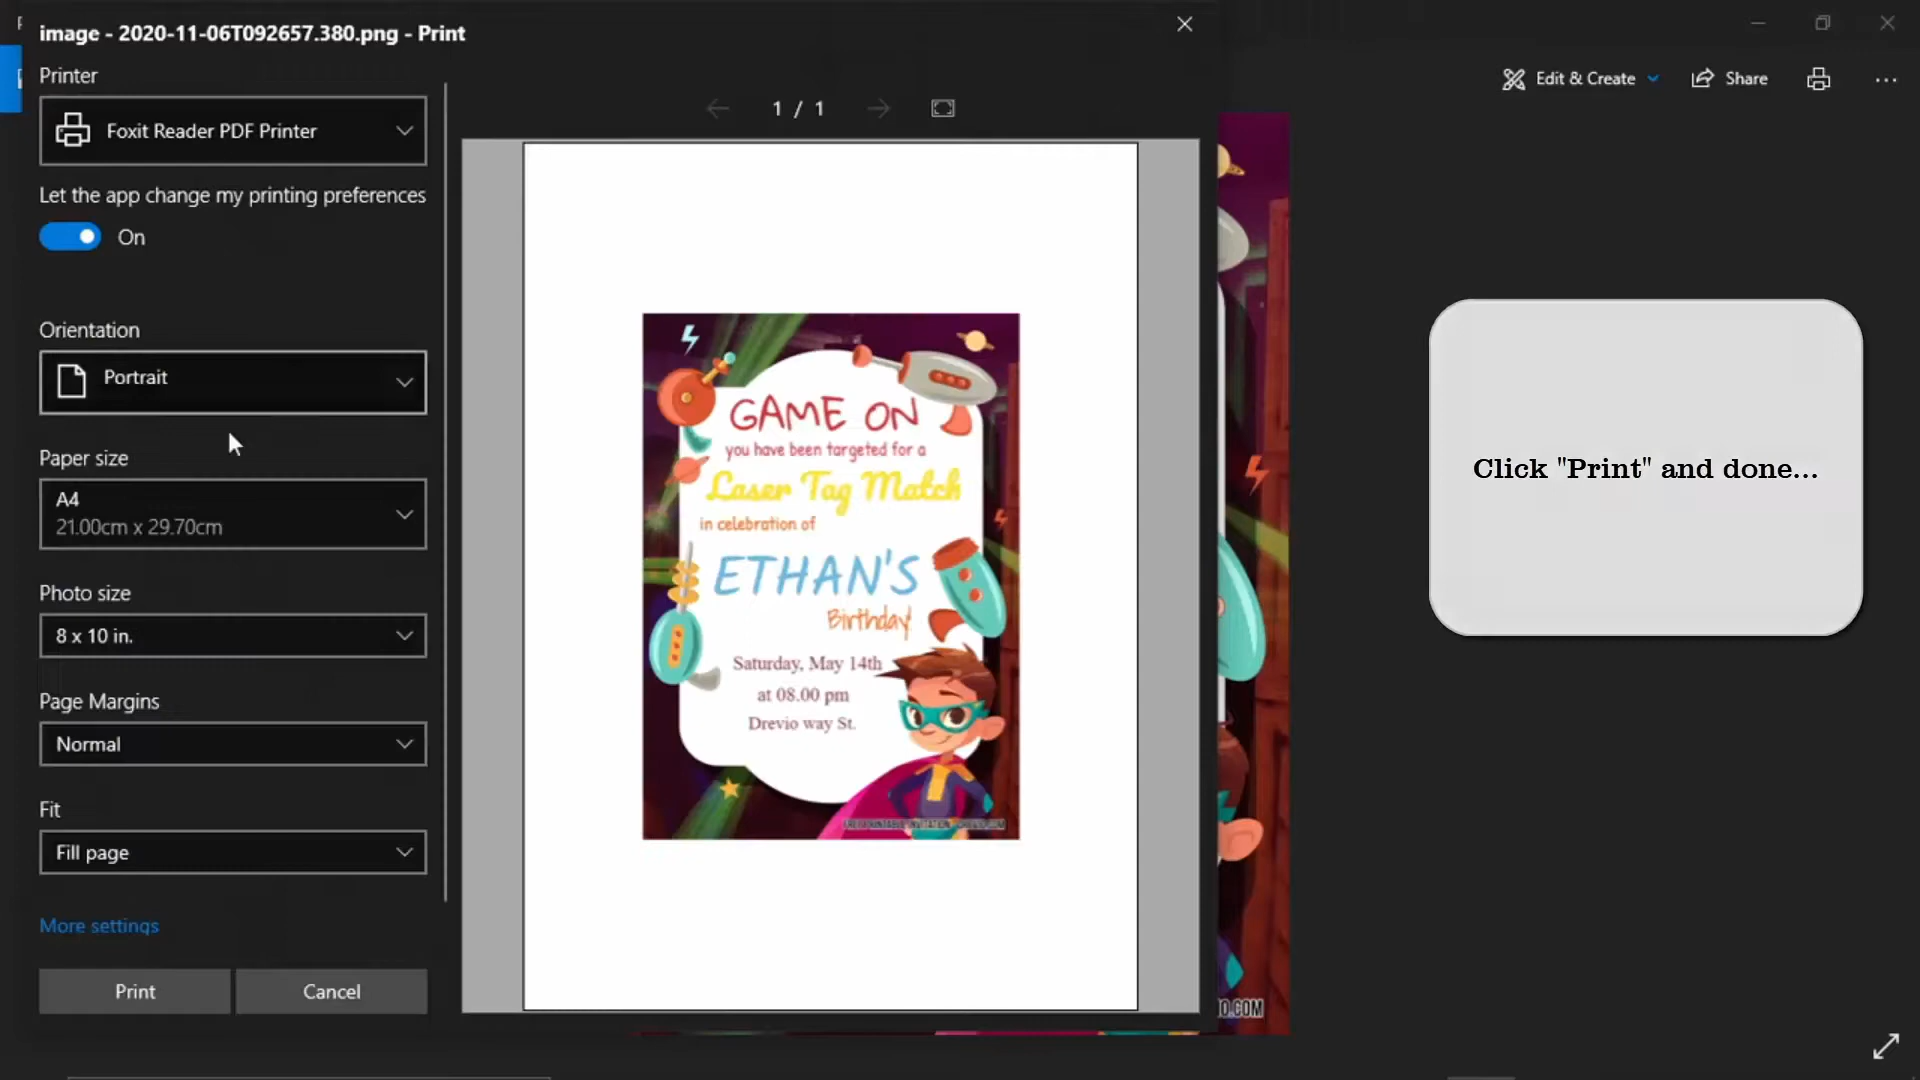 image - 2020-11-06T092657.380.png - Print
Printer
Foxit Reader PDF Printer
Let the app change my printing preferences
On
Orientation
Portrait
Paper size
A4
21.00cm x 29.70cm
Photo size
8 x 10 in.
Page Margins
Normal
Fit
Fill page
More settings
Print
Cancel
1 / 1
GAME ON
you have been targeted for a
Laser Tag Match
in celebration of
ETHAN'S
Birthday!
Saturday, May 14th
at 08.00 pm
Drevio way St.
Edit & Create
Share
Click "Print" and done...